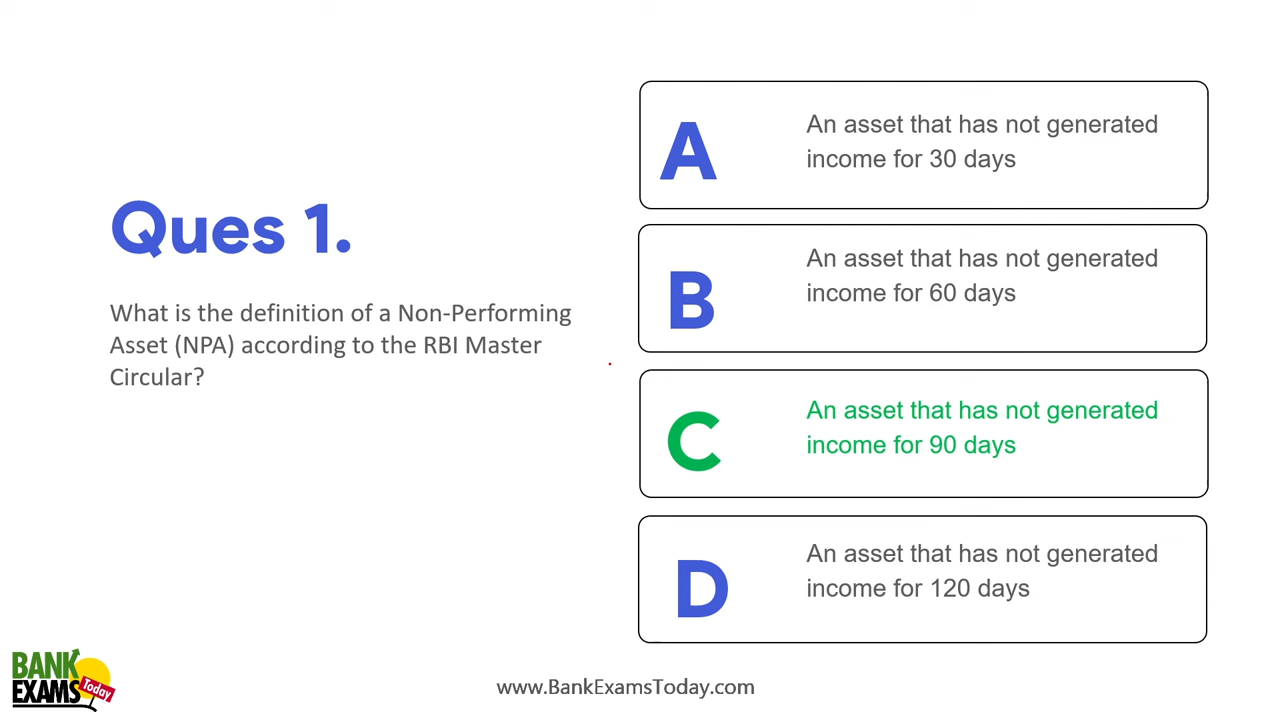 Ques 1.
What is the definition of a Non-Performing
Asset (NPA) according to the RBI Master
Circular?
A
An asset that has not generated
income for 30 days
B
An asset that has not generated
income for 60 days
C
An asset that has not generated
income for 90 days
D
An asset that has not generated
income for 120 days
BANK
EXAMS
Today
www.BankExamsToday.com